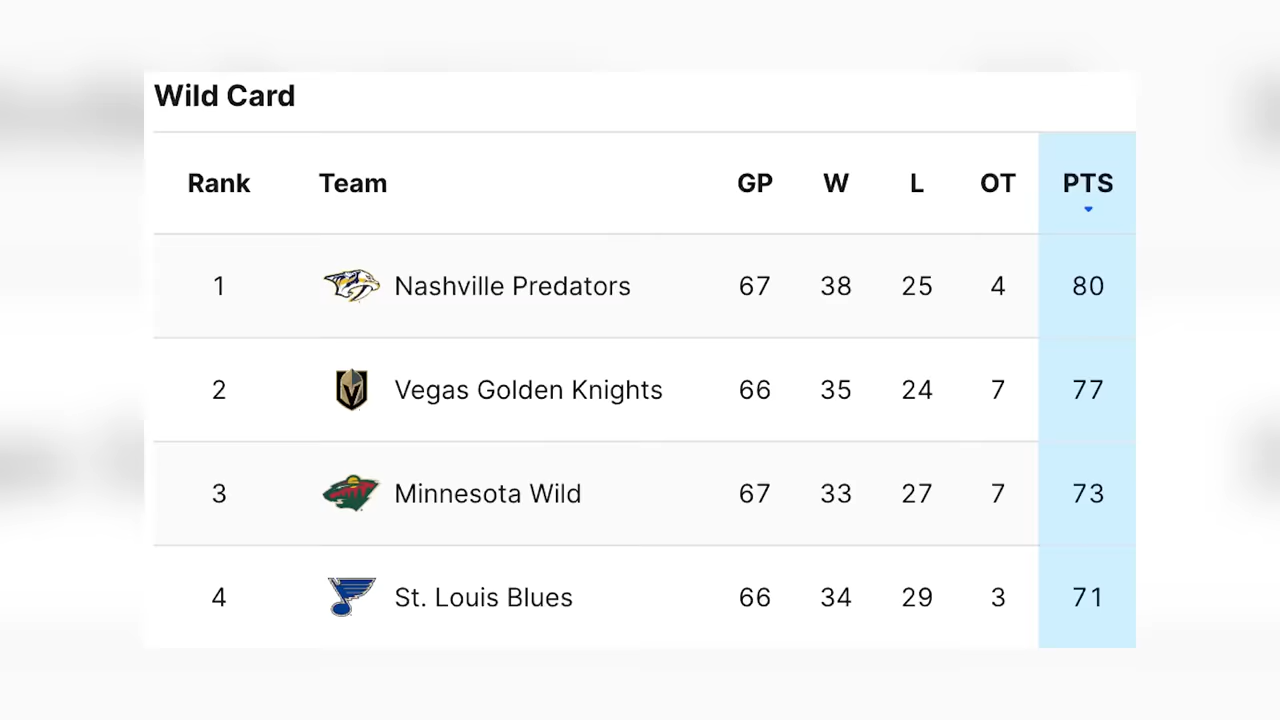 Wild Card
Rank Team GP W L OT PTS
1 Nashville Predators 67 38 25 4 80
2 Vegas Golden Knights 66 35 24 7 77
3 Minnesota Wild 67 33 27 7 73
4 St. Louis Blues 66 34 29 3 71